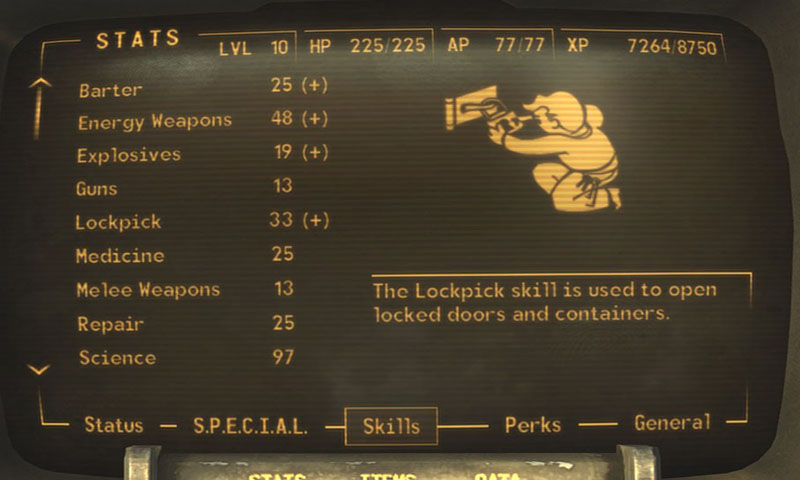 STATS LVL 10 HP 225/225 AP 77/77 XP 7264/8750
Barter 25 (+)
Energy Weapons 48 (+)
Explosives 19 (+)
Guns 13
Lockpick 33 (+)
Medicine 25
Melee Weapons 13
Repair 25
Science 97
The Lockpick skill is used to open
locked doors and containers.
Status S.P.E.C.I.A.L. Skills Perks General
STATS ITEMS DATA